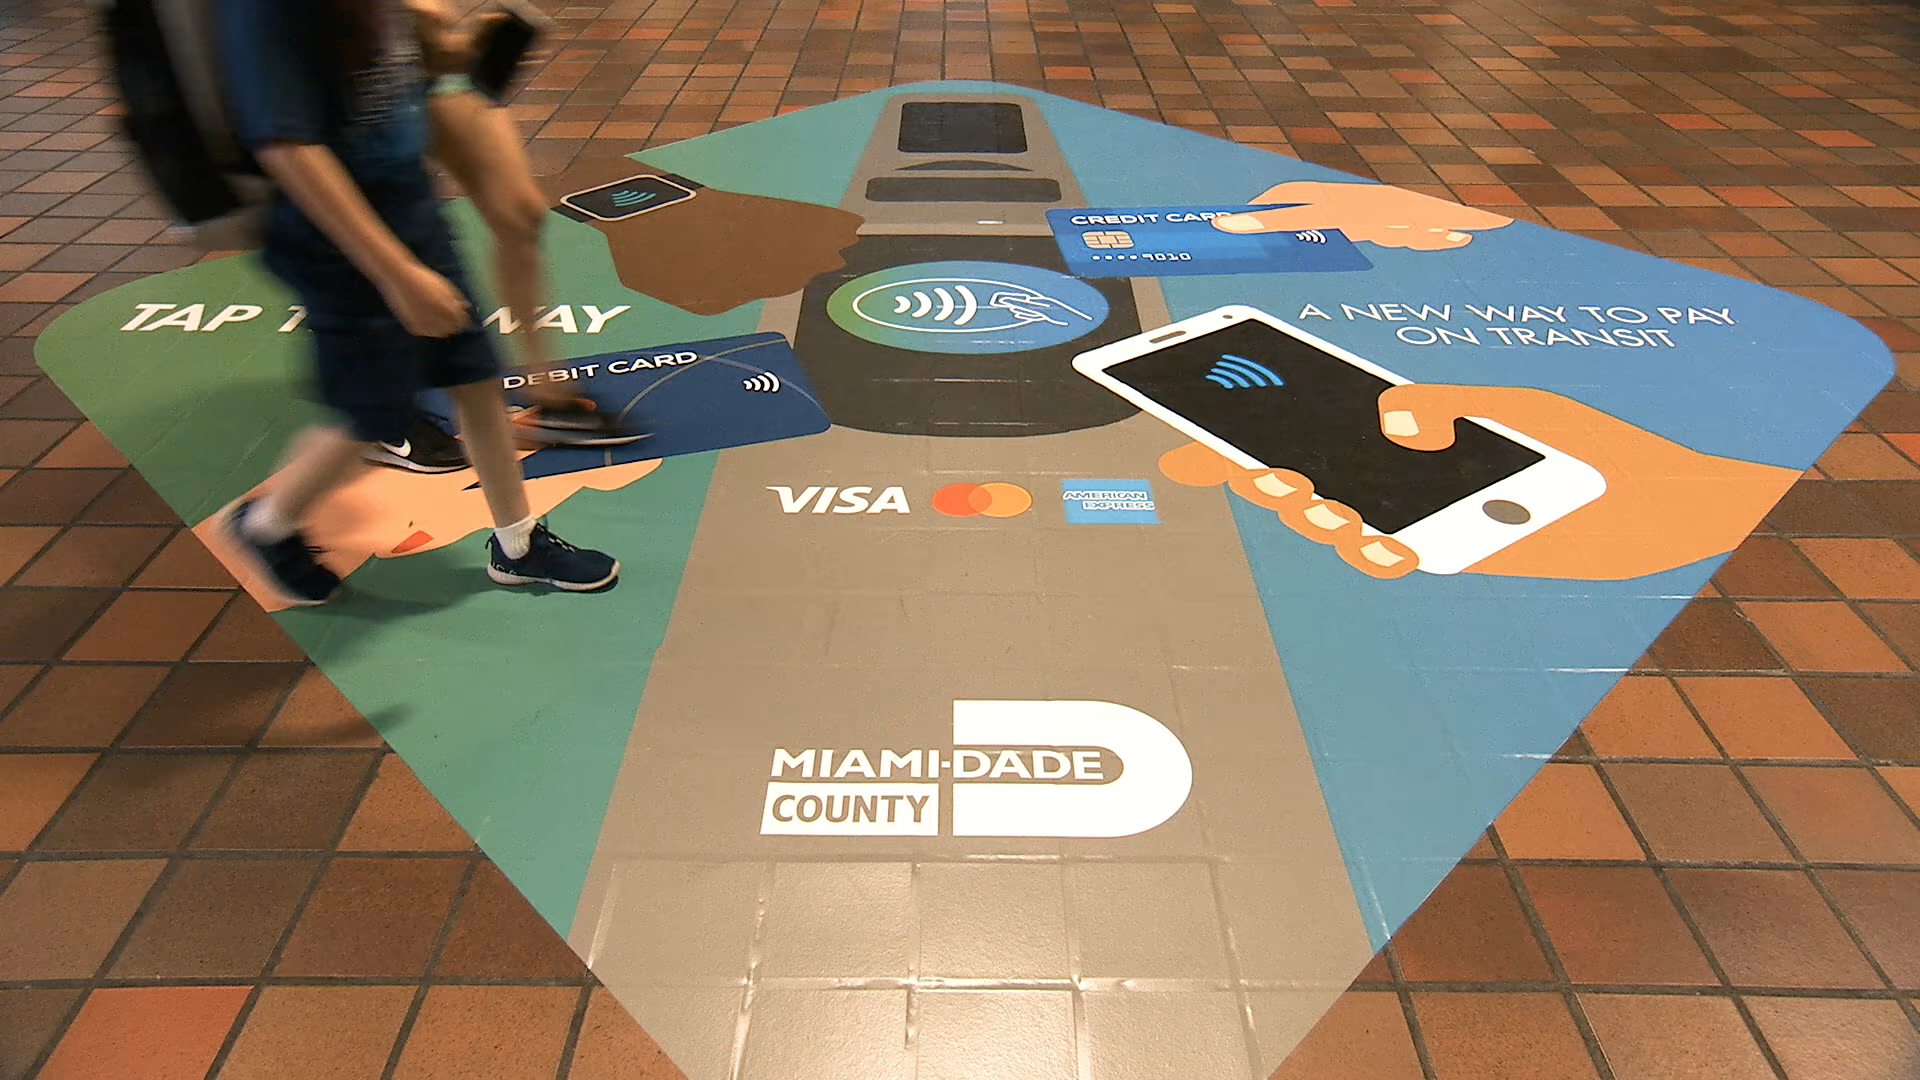 TAP
WAY
CREDIT CARD
•••• 9010
DEBIT CARD
A NEW WAY TO PAY
ON TRANSIT
VISA
AMERICAN
EXPRESS
MIAMI-DADE
COUNTY